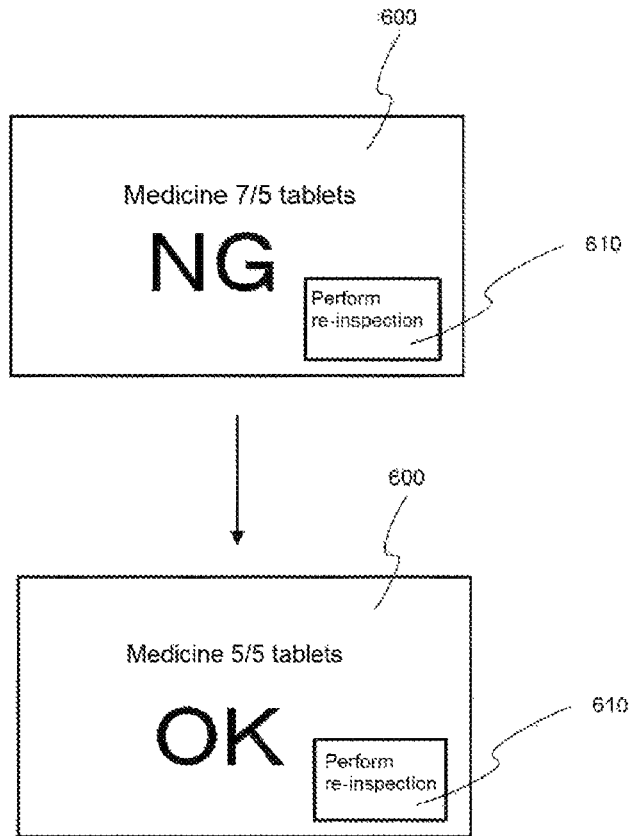 600
Medicine 7/5 tablets
NG
610
Perform
re-inspection
600
Medicine 5/5 tablets
OK
610
Perform
re-inspection